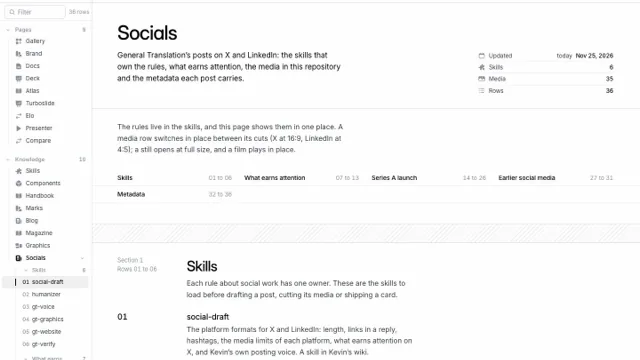 Filter
36 rows
Pages 9
Gallery
Brand
Docs
Deck
Atlas
Turboslide
Elo
Presenter
Compare
Knowledge 10
Skills
Components
Handbook
Marks
Blog
Magazine
Graphics
Socials
Skills 6
01 social-draft
02 humanizer
03 gt-voice
04 gt-graphics
05 gt-website
06 gt-verify
What earns 7
Socials
General Translation's posts on X and LinkedIn: the skills that
own the rules, what earns attention, the media in this repository
and the metadata each post carries.
Updated today Nov 25, 2026
Skills 6
Media 35
Rows 36
The rules live in the skills, and this page shows them in one place. A
media row switches in place between its cuts (X at 16:9, LinkedIn at
4:5); a still opens at full size, and a film plays in place.
Skills 01 to 06 What earns attention 07 to 13 Series A launch 14 to 26 Earlier social media 27 to 31
Metadata 32 to 36
Section 1
Rows 01 to 06
Skills
Each rule about social work has one owner. These are the skills to
load before drafting a post, cutting its media or shipping a card.
01 social-draft
The platform formats for X and LinkedIn: length, links in a reply,
hashtags, the media limits of each platform, what earns attention on
X, and Kevin's own posting voice. A skill in Kevin's wiki.